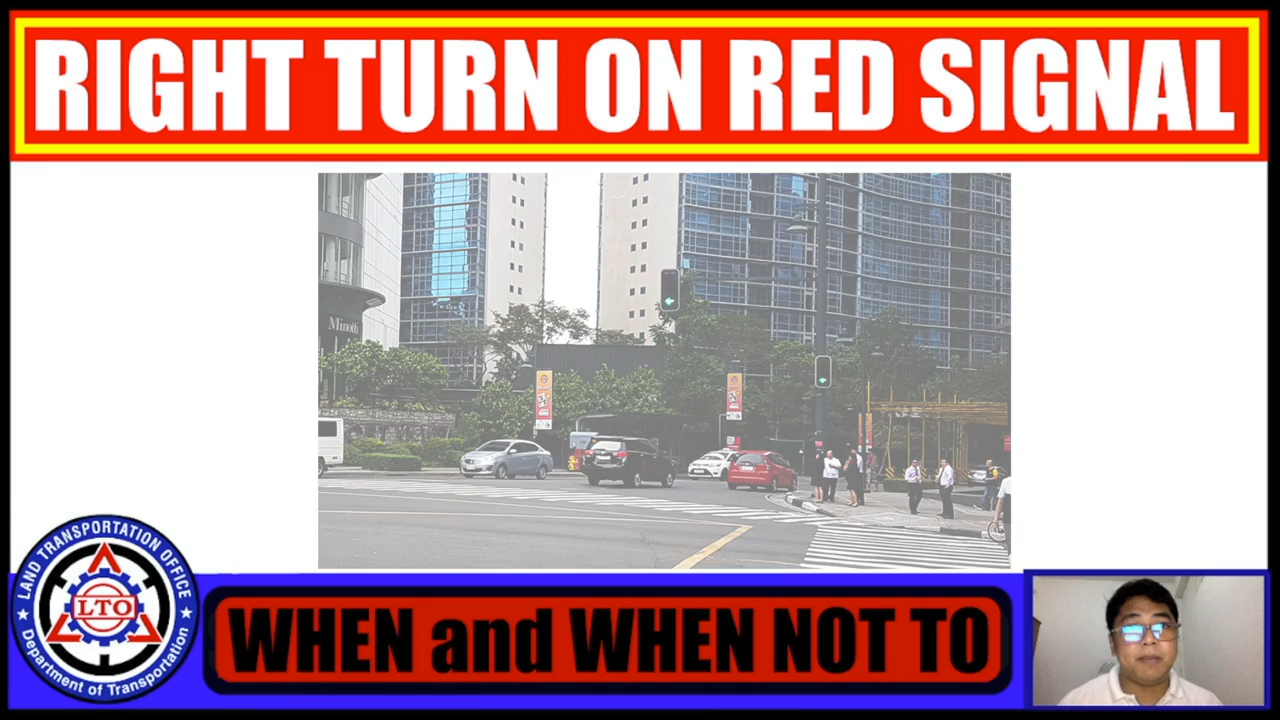 RIGHT TURN ON RED SIGNAL
Minotti
LAND TRANSPORTATION OFFICE
LTO
Department of Transportation
WHEN and WHEN NOT TO